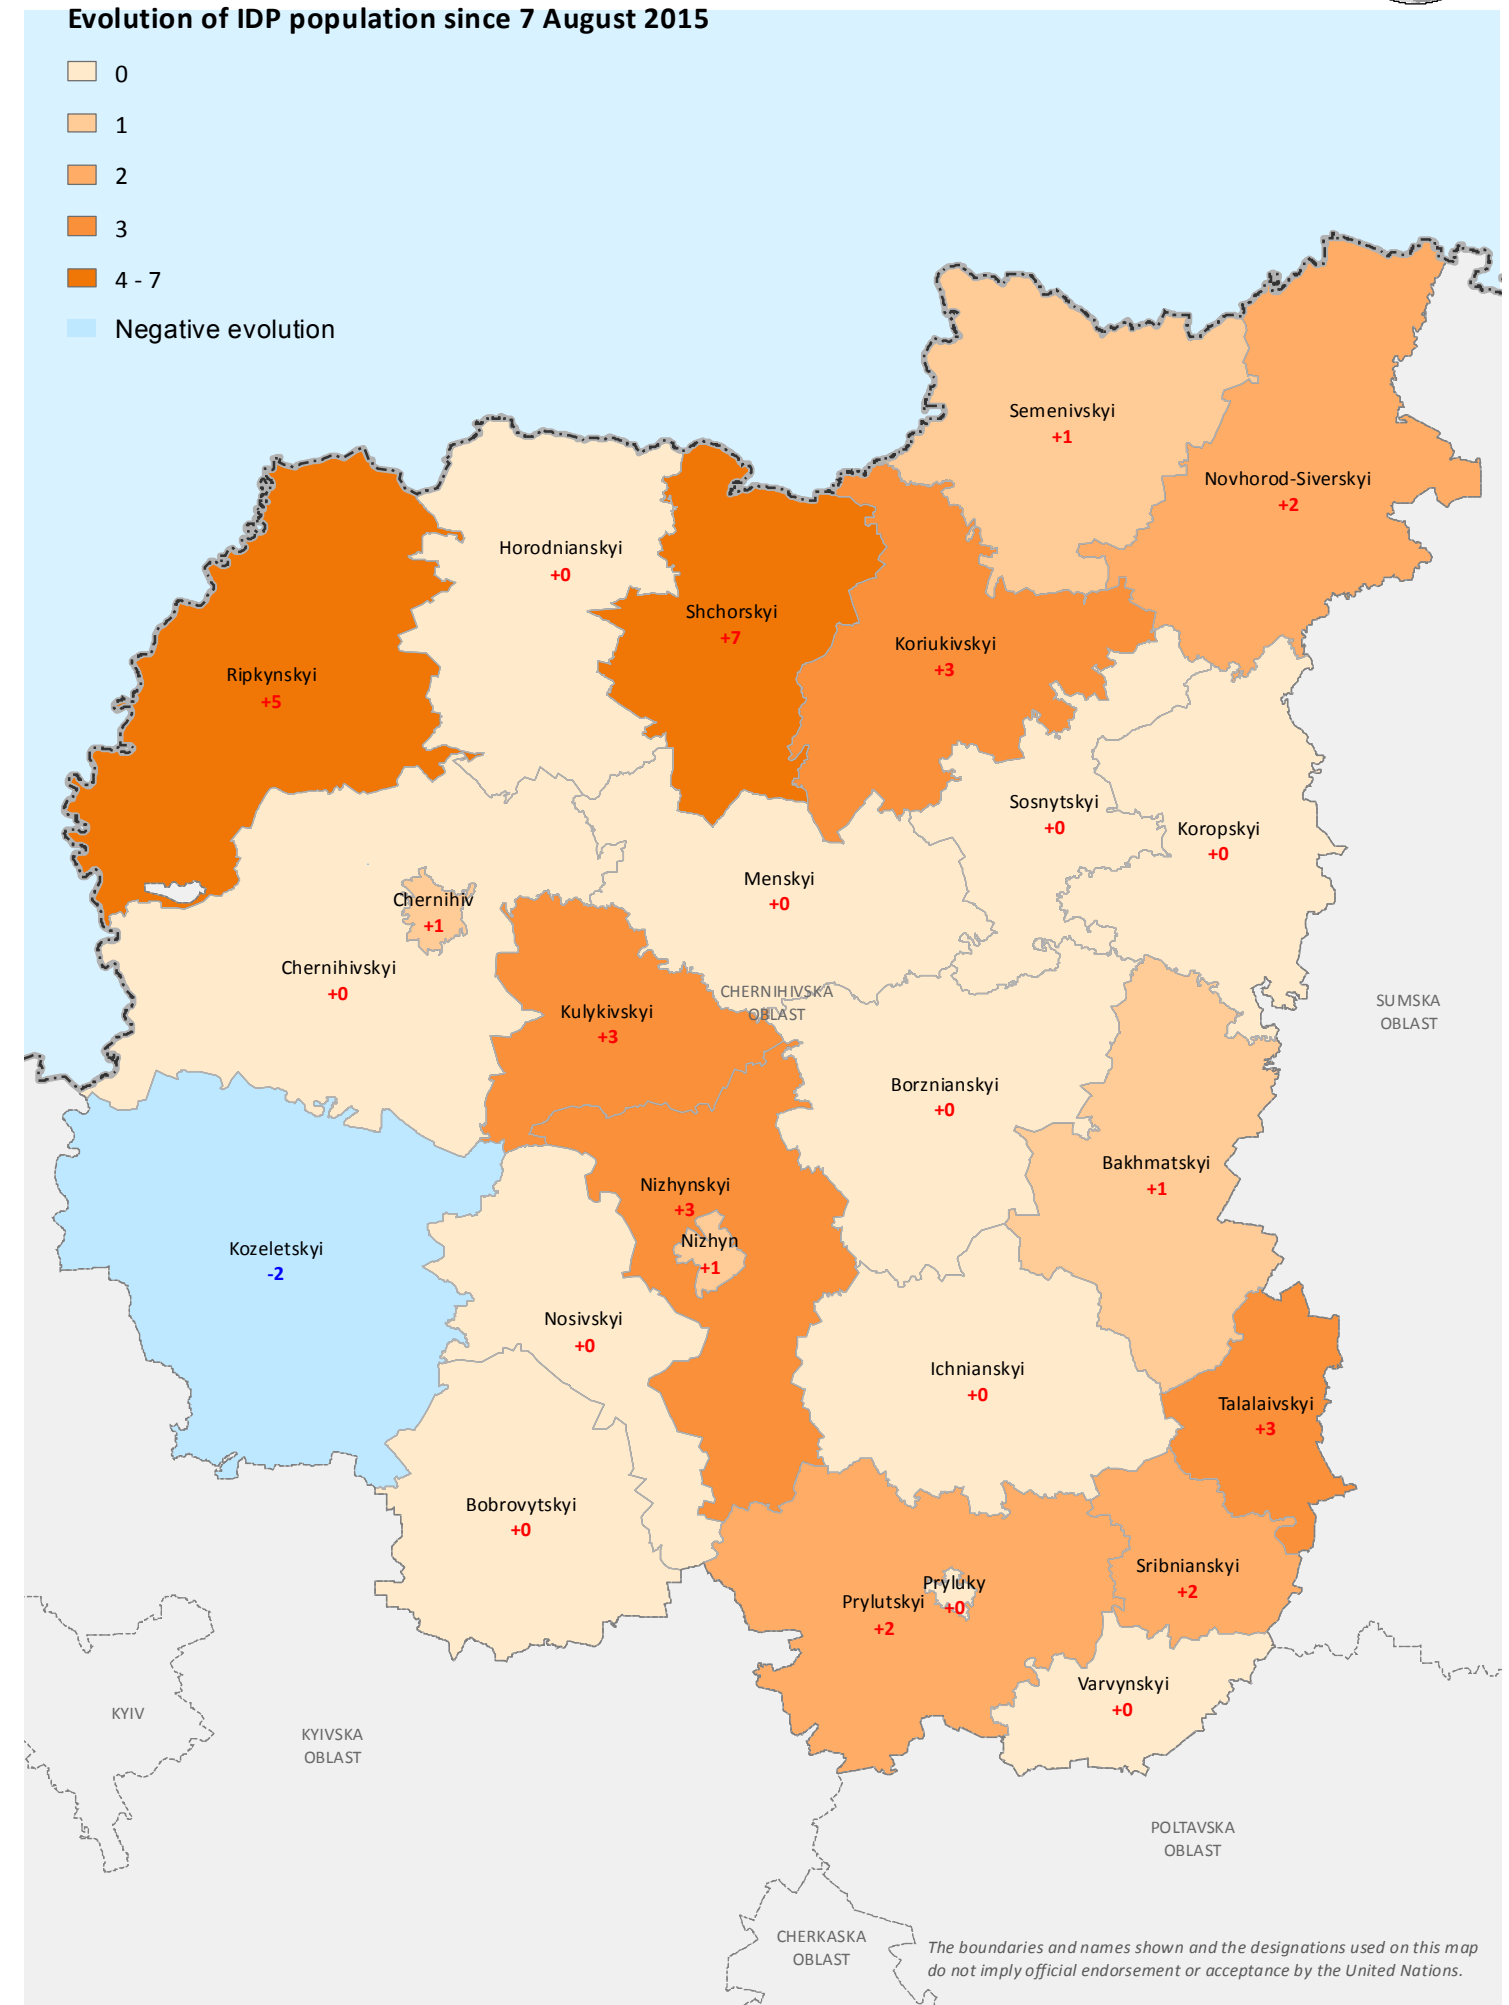 Evolution of IDP population since 7 August 2015
0
1
2
3
4 - 7
Negative evolution
Semenivskyi
+1
Novhorod-Siverskyi
+2
Horodnianskyi
+0
Shchorskyi
+7
Koriukivskyi
+3
Ripkynskyi
+5
Sosnytskyi
+0
Koropskyi
+0
Menskyi
+0
Chernihiv
+1
Chernihivskyi
+0
CHERNIHIVSKA
OBLAST
SUMSKA
OBLAST
Kulykivskyi
+3
Borznianskyi
+0
Bakhmatskyi
+1
Nizhynskyi
+3
Nizhyn
+1
Kozeletskyi
-2
Nosivskyi
+0
Ichnianskyi
+0
Talalaivskyi
+3
Bobrovytskyi
+0
Sribnianskyi
+2
Pryluky
+0
Prylutskyi
+2
Varvynskyi
+0
KYIV
KYIVSKA
OBLAST
POLTAVSKA
OBLAST
CHERKASKA
OBLAST
The boundaries and names shown and the designations used on this map
do not imply official endorsement or acceptance by the United Nations.